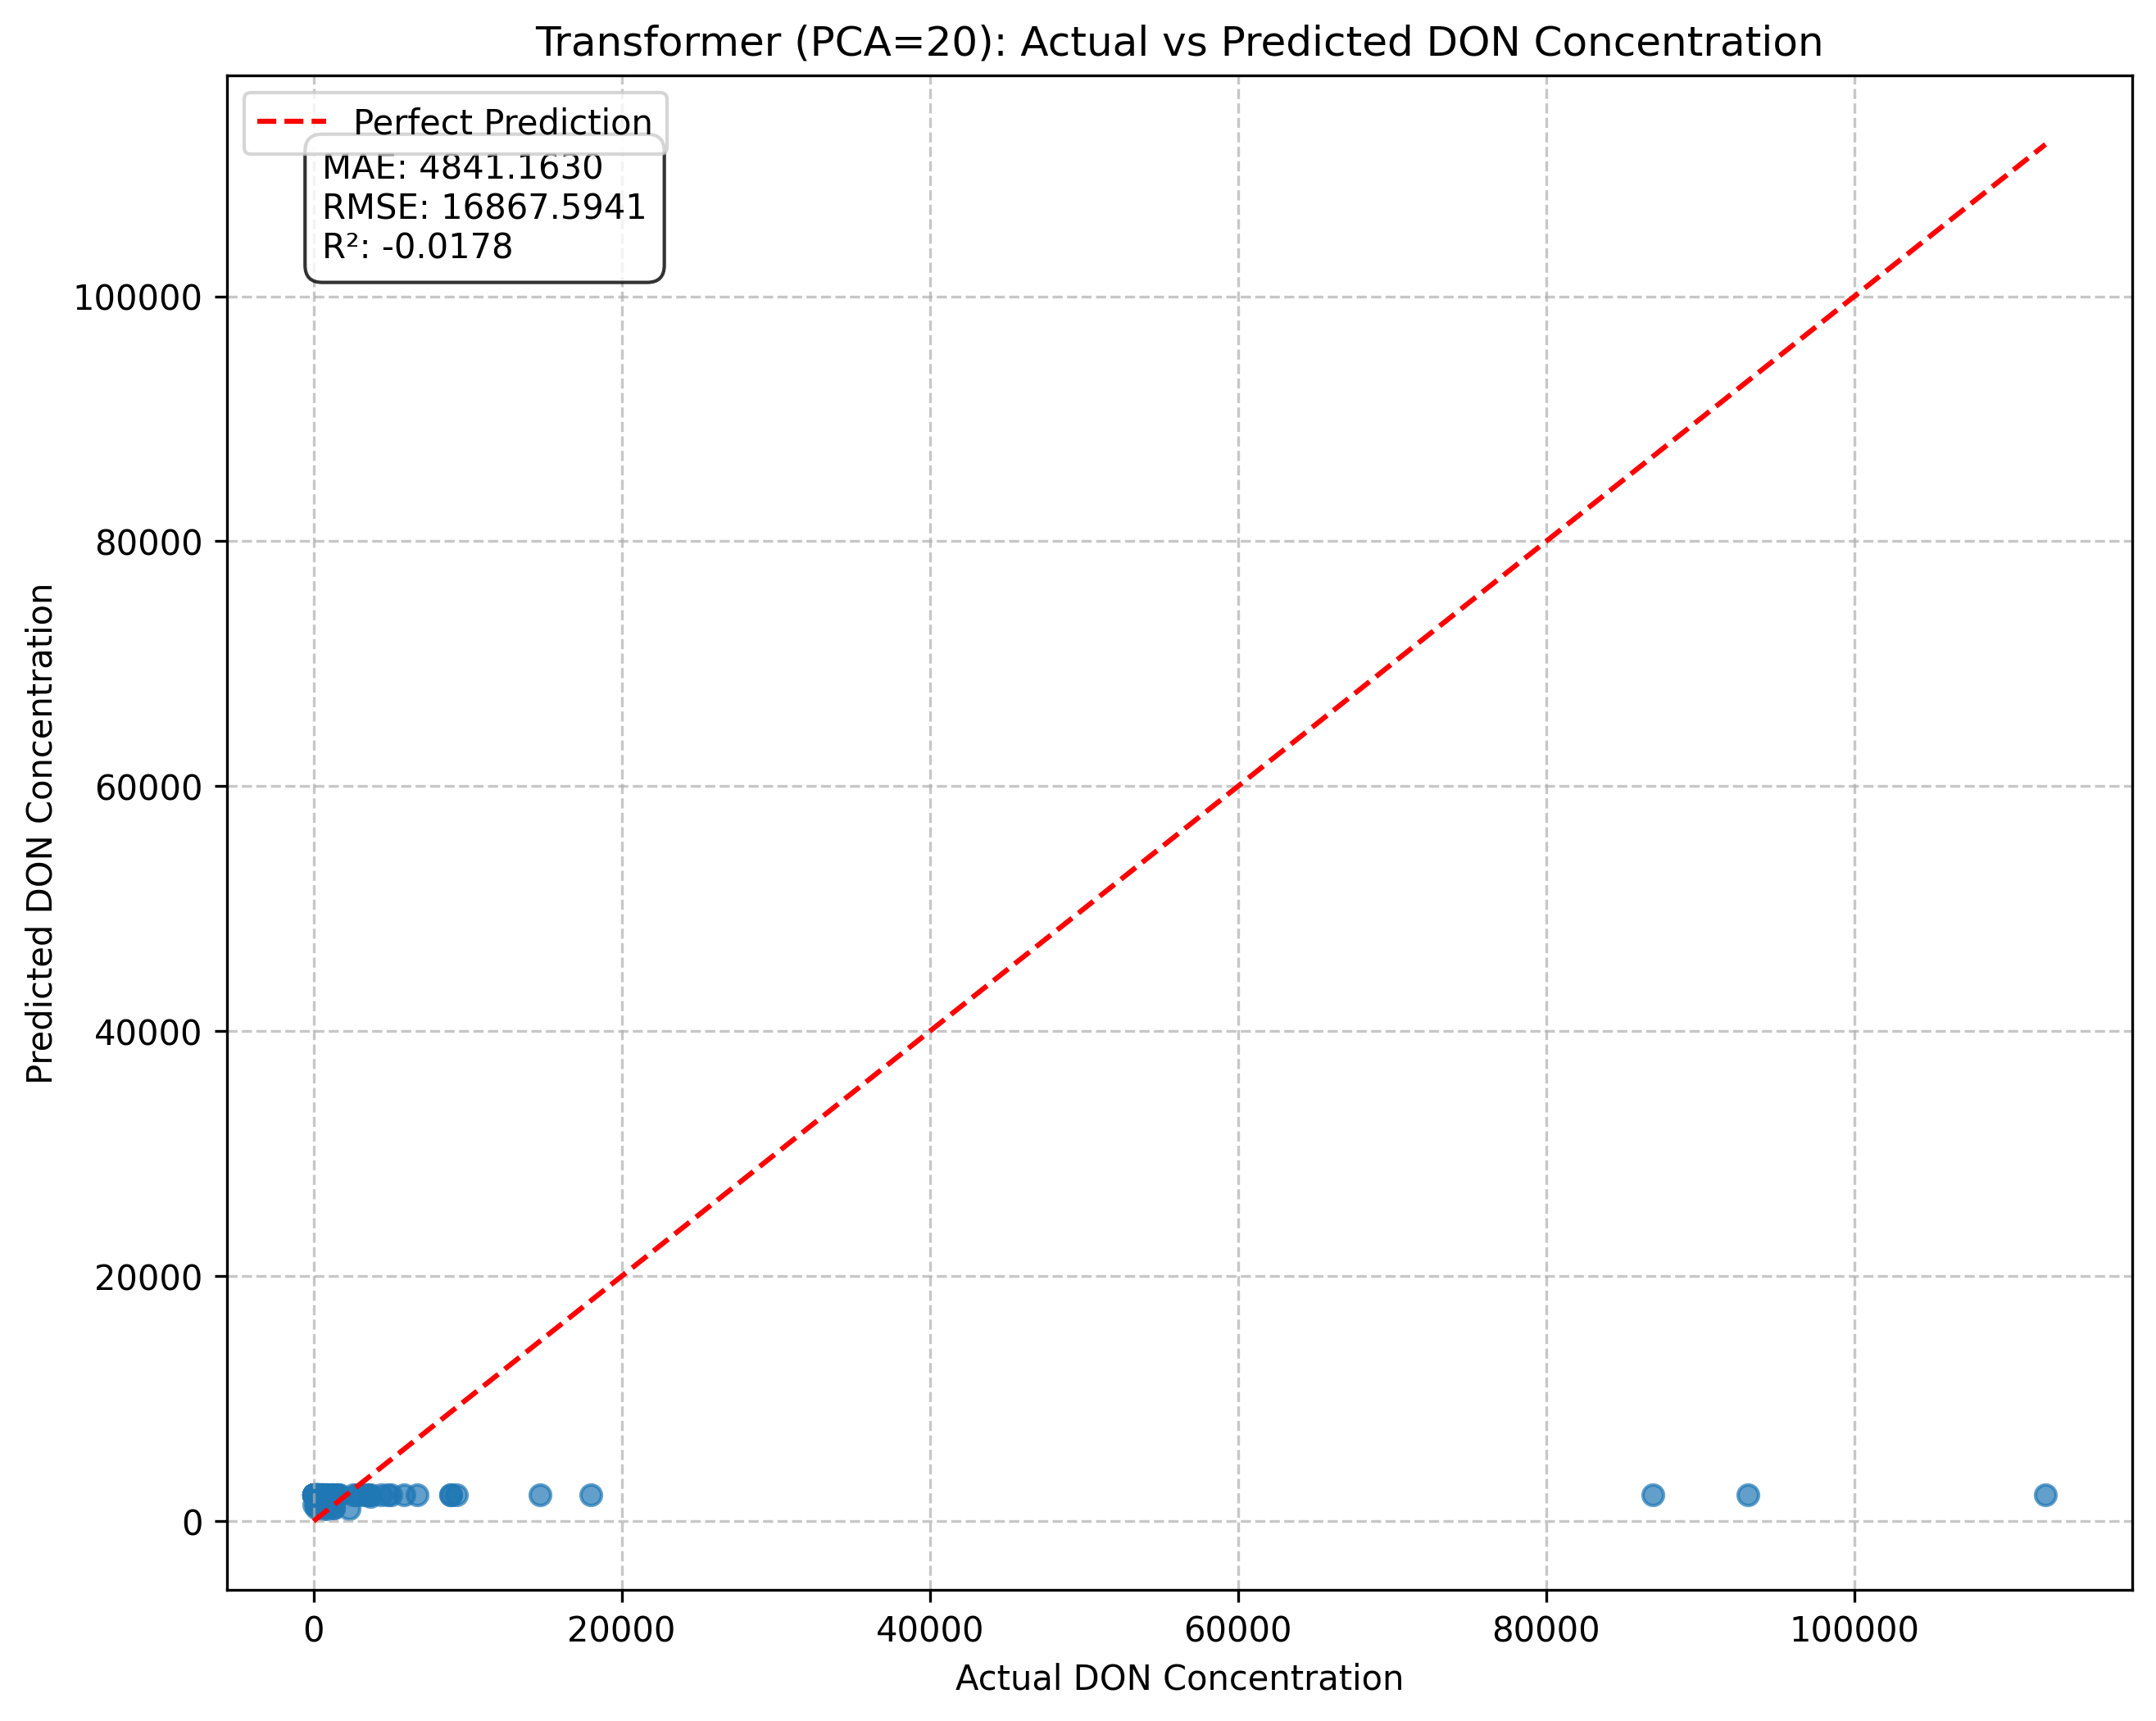 Transformer (PCA=20): Actual vs Predicted DON Concentration
Perfect Prediction
MAE: 4841.1630
RMSE: 16867.5941
R²: -0.0178
100000
80000
60000
40000
20000
0
Predicted DON Concentration
0
20000
40000
60000
80000
100000
Actual DON Concentration